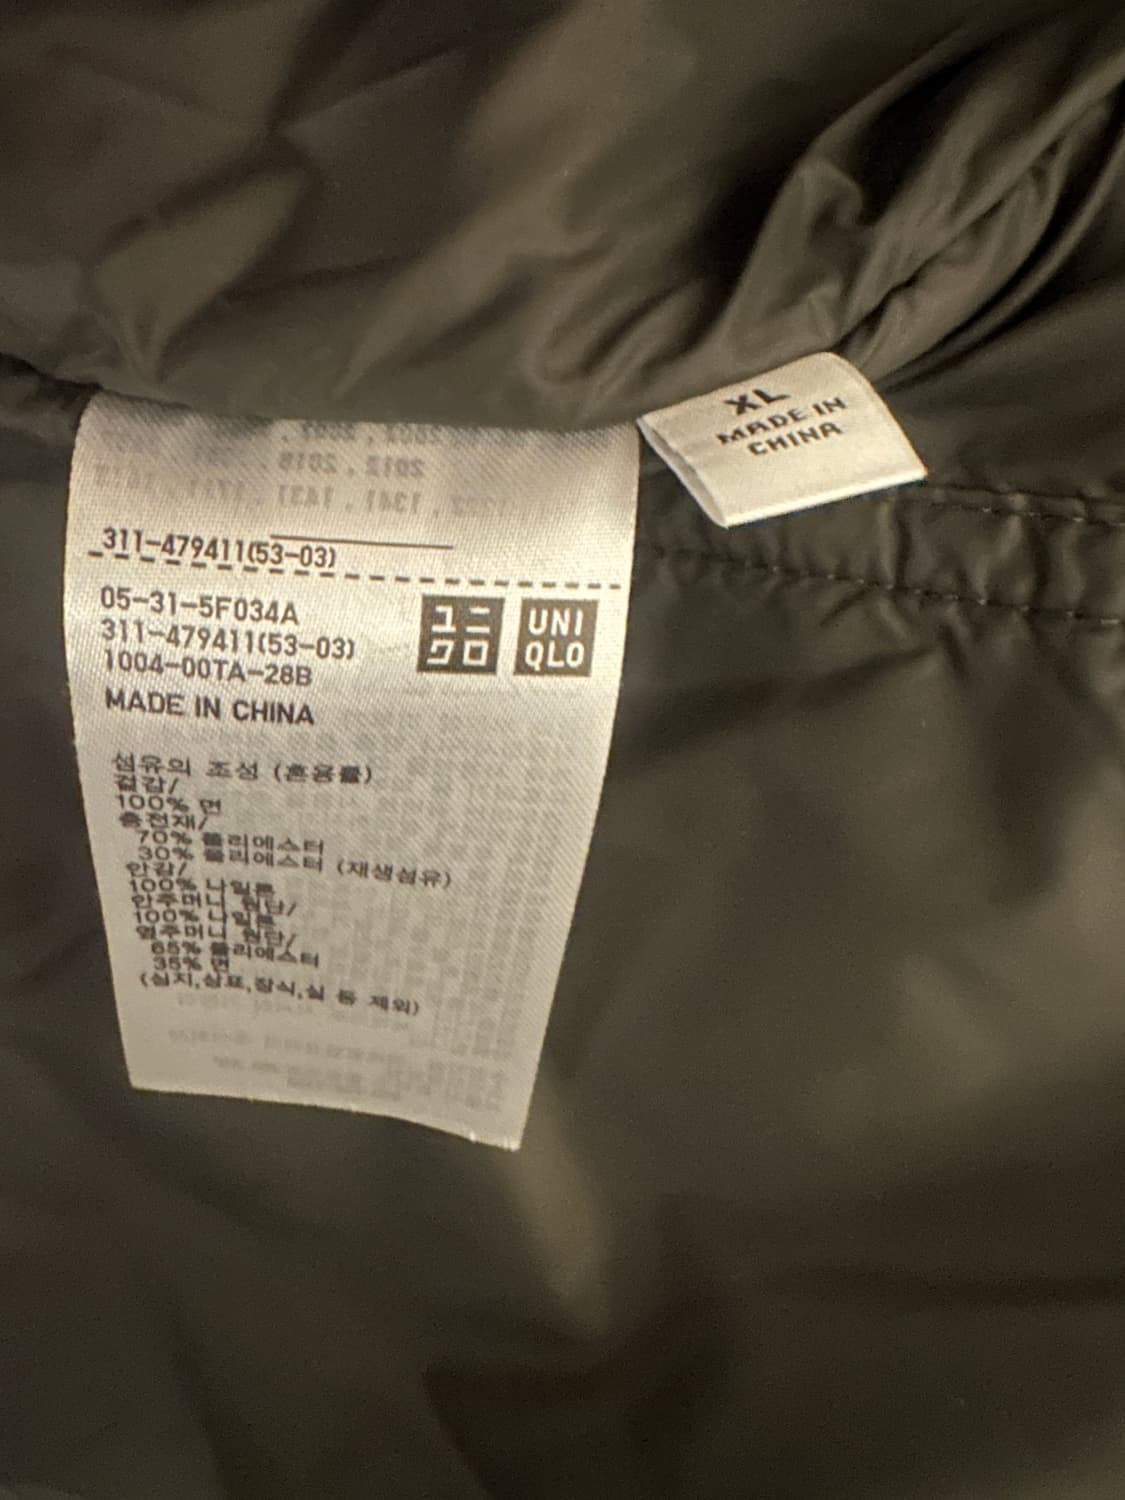 XL
MADE IN
CHINA
311-479411(53-03)
05-31-5F034A
311-479411(53-03)
1004-00TA-28B
MADE IN CHINA
ユニ
クロ
UNI
QLO
섬유의 조성 (혼용률)
겉감/
100% 면
충전재/
70% 폴리에스터
30% 폴리에스터 (재생섬유)
안감/
100% 나일론
안주머니 원단/
100% 나일론
옆주머니 원단/
65% 폴리에스터
35% 면
(심지,상표,장식,실 등 제외)